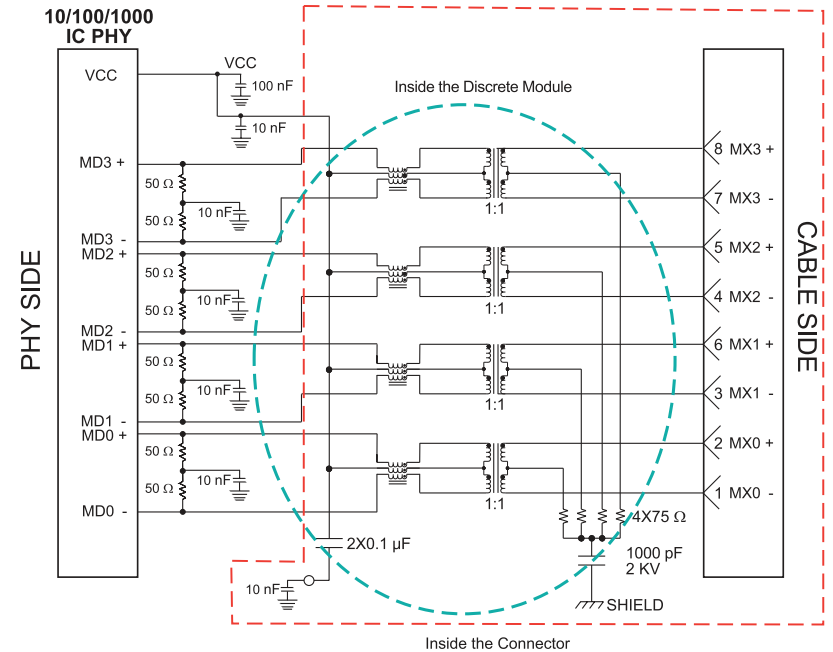 10/100/1000
IC PHY
VCC
VCC
100 nF
10 nF
Inside the Discrete Module
MD3 +
50 Ω
50 Ω
10 nF
MD3 -
MD2 +
50 Ω
50 Ω
10 nF
MD2 -
MD1 +
50 Ω
50 Ω
10 nF
MD1 -
MD0 +
50 Ω
50 Ω
10 nF
MD0 -
PHY SIDE
1:1
1:1
1:1
1:1
8 MX3 +
7 MX3 -
5 MX2 +
4 MX2 -
6 MX1 +
3 MX1 -
2 MX0 +
1 MX0 -
CABLE SIDE
4X75 Ω
2X0.1 µF
10 nF
1000 pF
2 KV
SHIELD
Inside the Connector